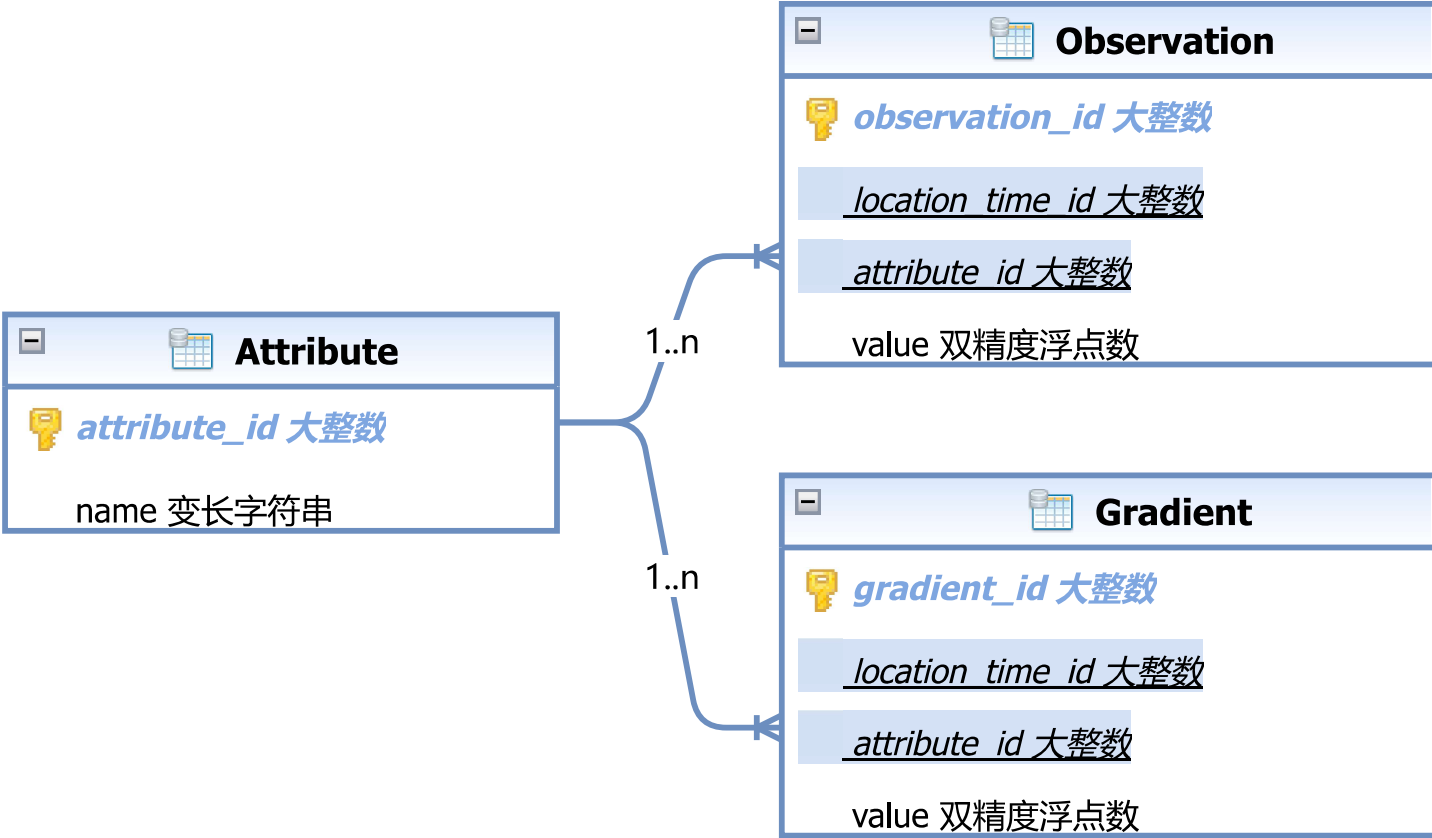 Observation
observation_id 大整数
location_time_id 大整数
attribute_id 大整数
value 双精度浮点数
Attribute
attribute_id 大整数
name 变长字符串
1..n
1..n
Gradient
gradient_id 大整数
location_time_id 大整数
attribute_id 大整数
value 双精度浮点数